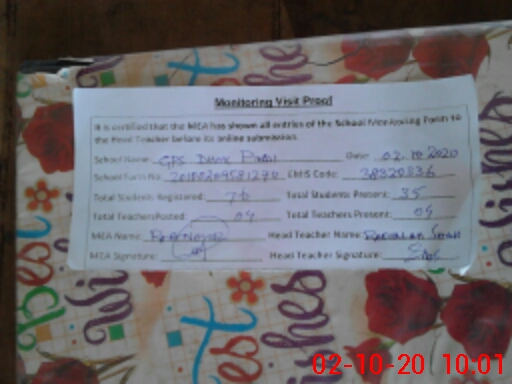 Monitoring Visit Proof
It is certified that the MEA has shown all entries of the School Monitoring Form to
the Head Teacher before its online submission.
School Name: GPS Date: 02-10-2020
School Form No: EMIS Code: 38320836
Total Students Registered: 76 Total Students Present: 35
Total Teachers Posted: 04 Total Teachers Present: 04
MEA Name: Head Teacher Name:
MEA Signature: Head Teacher Signature:
best wishes
02-10-20 10:01